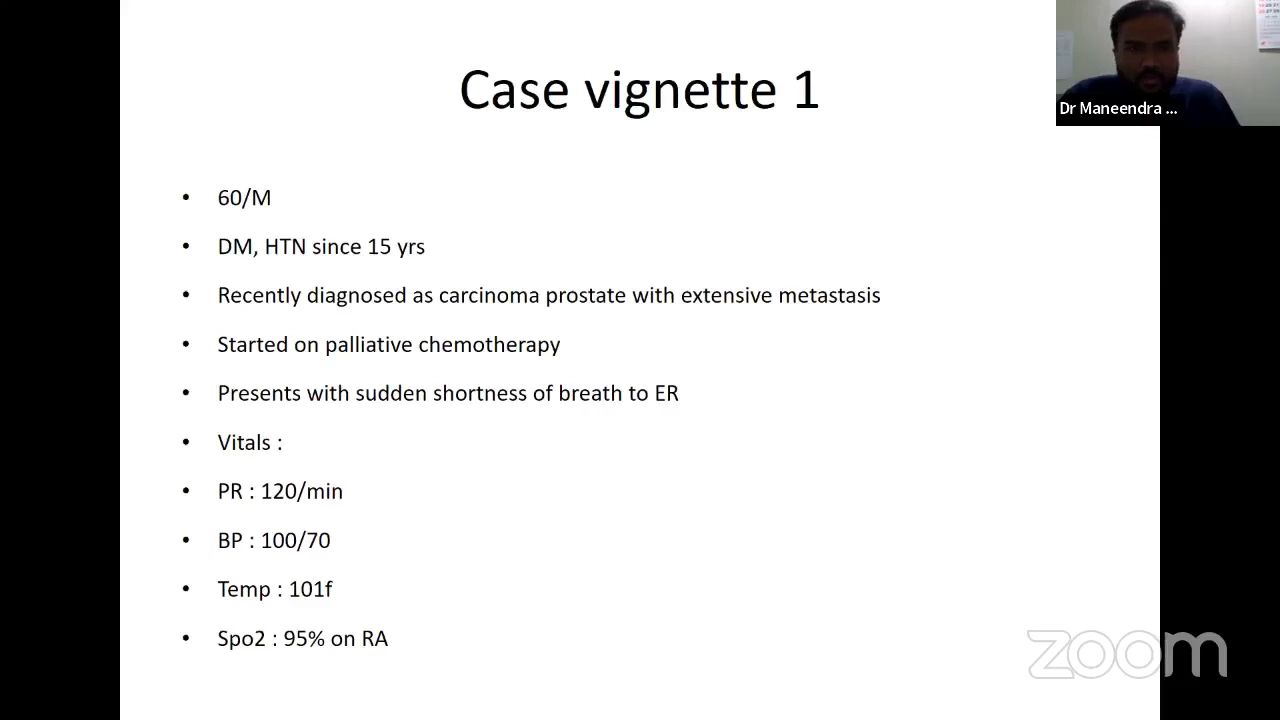 Case vignette 1
Dr Maneendra ...
• 60/M
• DM, HTN since 15 yrs
• Recently diagnosed as carcinoma prostate with extensive metastasis
• Started on palliative chemotherapy
• Presents with sudden shortness of breath to ER
• Vitals :
• PR : 120/min
• BP : 100/70
• Temp : 101f
• Spo2 : 95% on RA
zoom